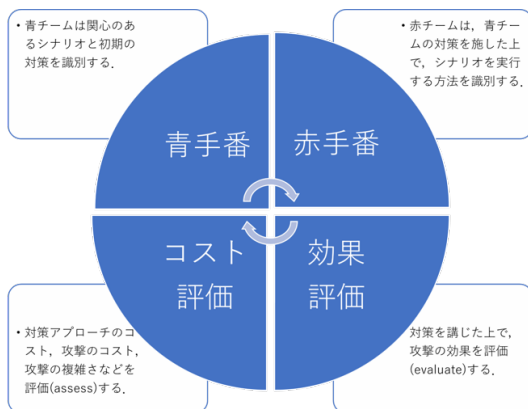 • 青チームは関心のあ
るシナリオと初期の
対策を識別する.
• 赤チームは，青チー
ムの対策を施した上
で，シナリオを実行
する方法を識別する.
青手番
赤手番
コスト
評価
効果
評価
• 対策アプローチのコ
スト，攻撃のコスト，
攻撃の複雑さなどを
評価(assess)する.
対策を講じた上で，
攻撃の効果を評価
(evaluate)する.